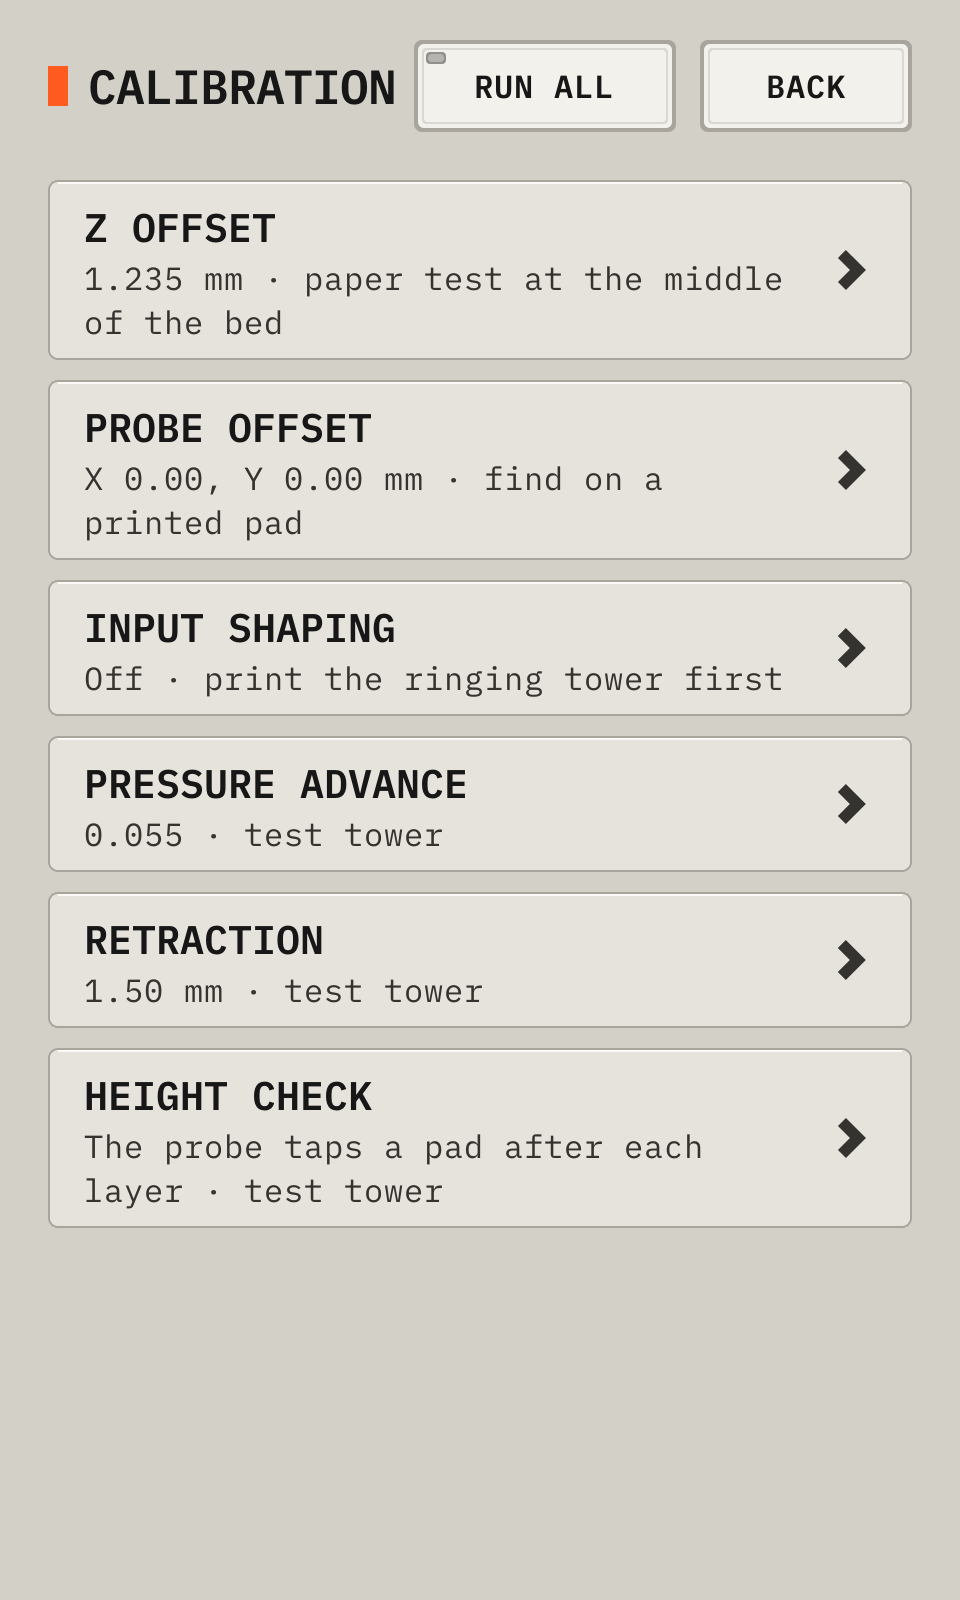 CALIBRATION
RUN ALL
BACK
Z OFFSET
1.235 mm · paper test at the middle
of the bed
PROBE OFFSET
X 0.00, Y 0.00 mm · find on a
printed pad
INPUT SHAPING
Off · print the ringing tower first
PRESSURE ADVANCE
0.055 · test tower
RETRACTION
1.50 mm · test tower
HEIGHT CHECK
The probe taps a pad after each
layer · test tower